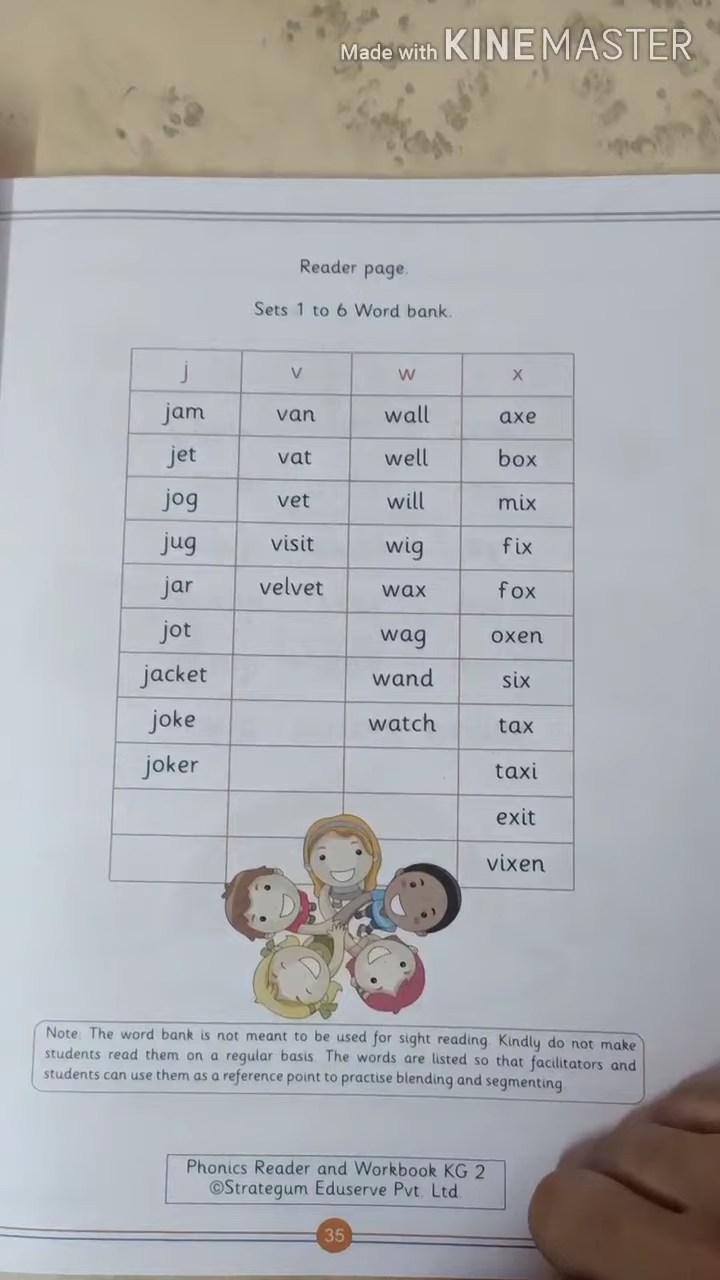 Made with KINEMASTER
Reader page.
Sets 1 to 6 Word bank.
j v w x
jam van wall axe
jet vat well box
jog vet will mix
jug visit wig fix
jar velvet wax fox
jot wag oxen
jacket wand six
joke watch tax
joker taxi
exit
vixen
Note: The word bank is not meant to be used for sight reading. Kindly do not make
students read them on a regular basis. The words are listed so that facilitators and
students can use them as a reference point to practise blending and segmenting
Phonics Reader and Workbook KG 2
©Strategum Eduserve Pvt. Ltd.
35